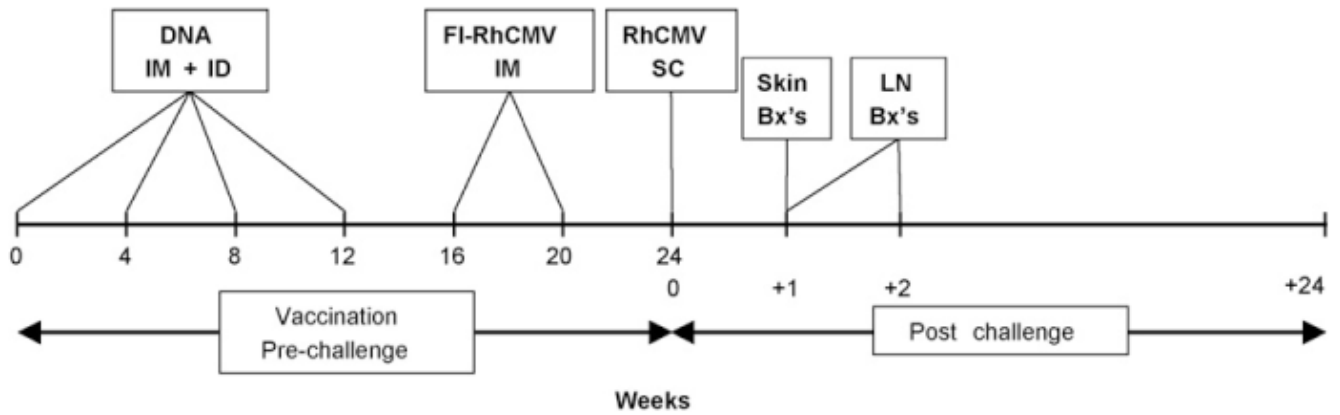 DNA
IM + ID
FI-RhCMV
IM
RhCMV
SC
Skin
Bx's
LN
Bx's
0 4 8 12 16 20 24
0 +1 +2 +24
Vaccination
Pre-challenge
Post challenge
Weeks